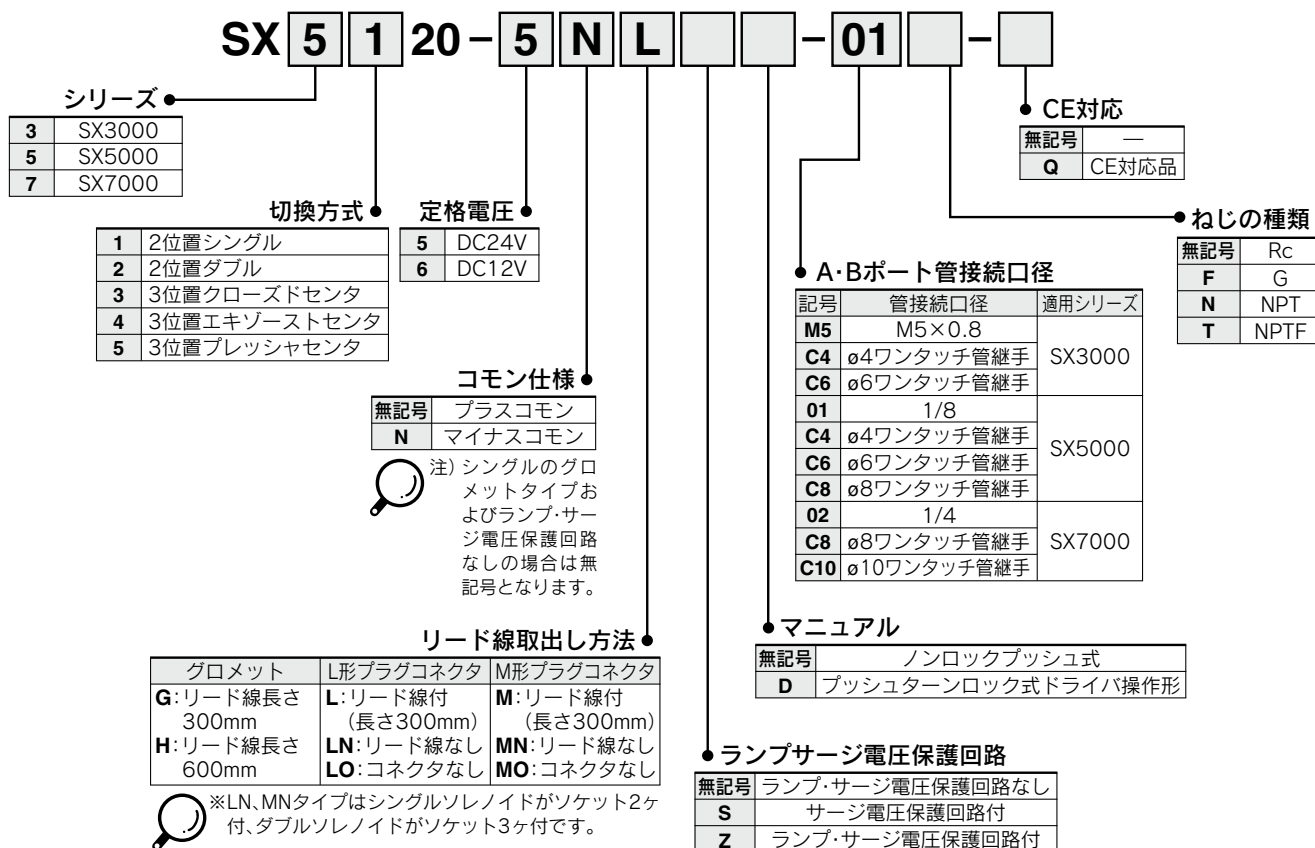 SX 5 1 20 – 5 N L – 01 –
シリーズ
3 SX3000
5 SX5000
7 SX7000
切換方式
1 2位置シングル
2 2位置ダブル
3 3位置クローズドセンタ
4 3位置エキゾーストセンタ
5 3位置プレッシャセンタ
定格電圧
5 DC24V
6 DC12V
コモン仕様
無記号 プラスコモン
N マイナスコモン
注) シングルのグロ
メットタイプお
よびランプ・サー
ジ電圧保護回路
なしの場合は無
記号となります。
リード線取出し方法
グロメット L形プラグコネクタ M形プラグコネクタ
G:リード線長さ L:リード線付 M:リード線付
300mm (長さ300mm) (長さ300mm)
H:リード線長さ LN:リード線なし MN:リード線なし
600mm LO:コネクタなし MO:コネクタなし
※LN、MNタイプはシングルソレノイドがソケット2ヶ
付、ダブルソレノイドがソケット3ヶ付です。
ランプサージ電圧保護回路
無記号 ランプ・サージ電圧保護回路なし
S サージ電圧保護回路付
Z ランプ・サージ電圧保護回路付
マニュアル
無記号 ノンロックプッシュ式
D プッシュターンロック式ドライバ操作形
A・Bポート管接続口径
記号 管接続口径 適用シリーズ
M5 M5×0.8
C4 ø4ワンタッチ管継手 SX3000
C6 ø6ワンタッチ管継手
01 1/8
C4 ø4ワンタッチ管継手 SX5000
C6 ø6ワンタッチ管継手
C8 ø8ワンタッチ管継手
02 1/4
C8 ø8ワンタッチ管継手 SX7000
C10 ø10ワンタッチ管継手
ねじの種類
無記号 Rc
F G
N NPT
T NPTF
CE対応
無記号 —
Q CE対応品